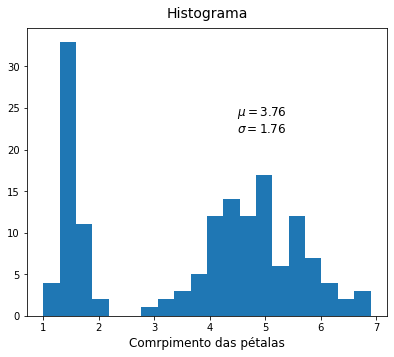 Histograma
μ = 3.76
σ = 1.76
30
25
20
15
10
5
0
1 2 3 4 5 6 7
Comrpimento das pétalas